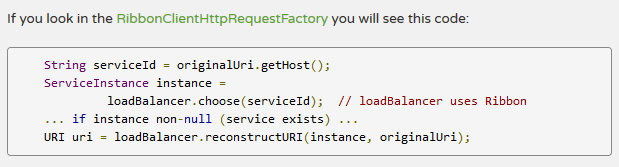 If you look in the RibbonClientHttpRequestFactory you will see this code:
String serviceId = originalUri.getHost();
ServiceInstance instance =
loadBalancer.choose(serviceId);  // loadBalancer uses Ribbon
... if instance non-null (service exists) ...
URI uri = loadBalancer.reconstructURI(instance, originalUri);